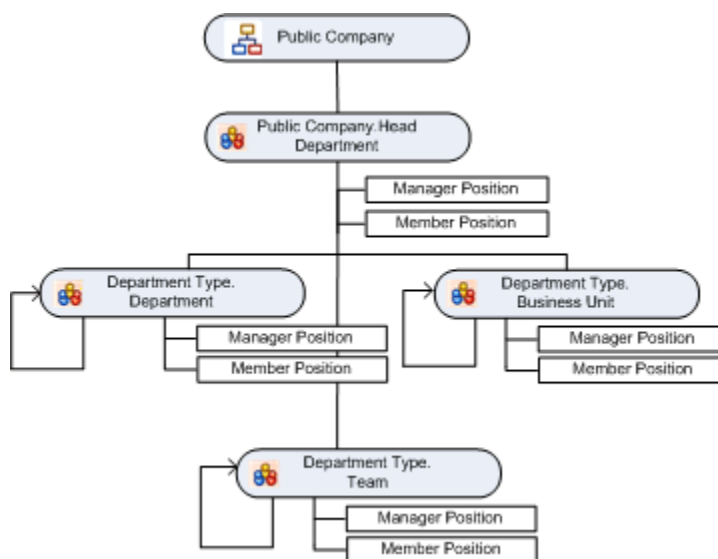 Public Company
Public Company.Head
Department
Manager Position
Member Position
Department Type.
Department
Manager Position
Member Position
Department Type.
Business Unit
Manager Position
Member Position
Department Type.
Team
Manager Position
Member Position